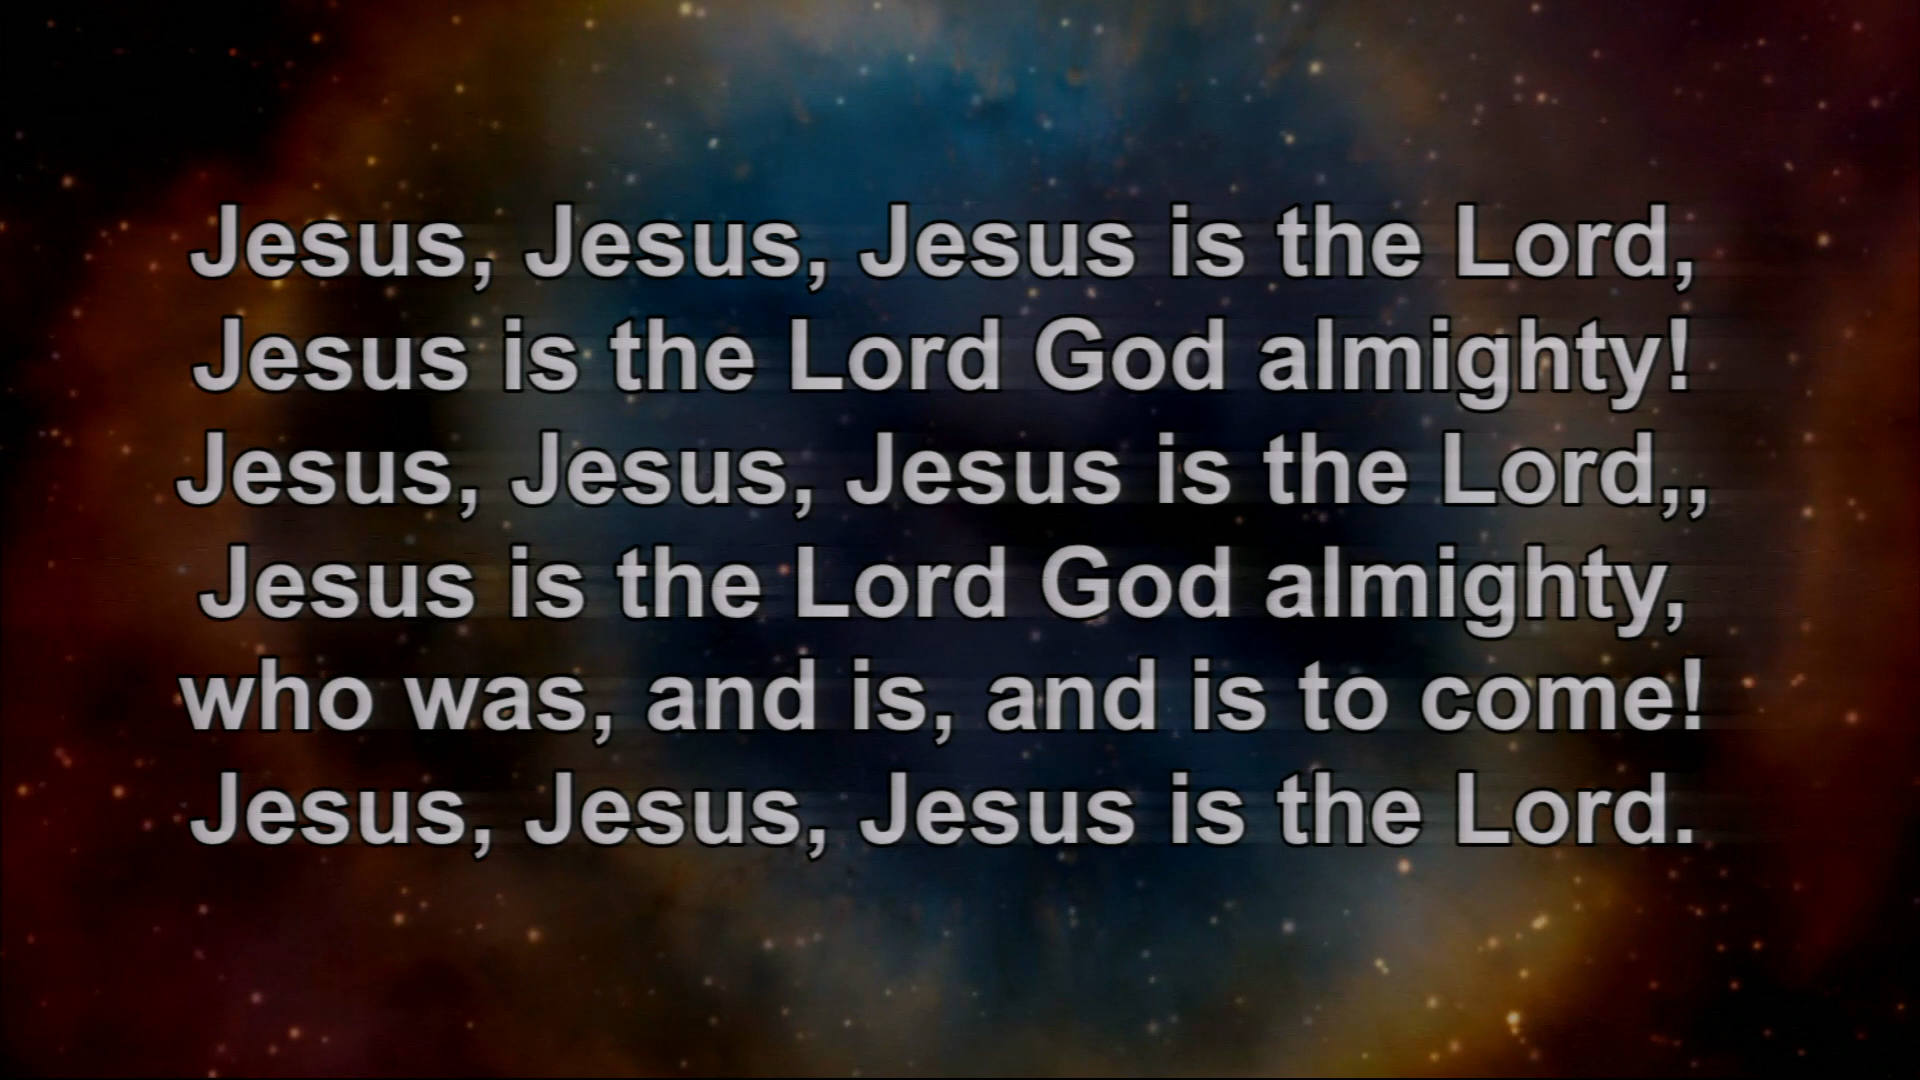 Jesus, Jesus, Jesus is the Lord,
Jesus is the Lord God almighty!
Jesus, Jesus, Jesus is the Lord,,
Jesus is the Lord God almighty,
who was, and is, and is to come!
Jesus, Jesus, Jesus is the Lord.